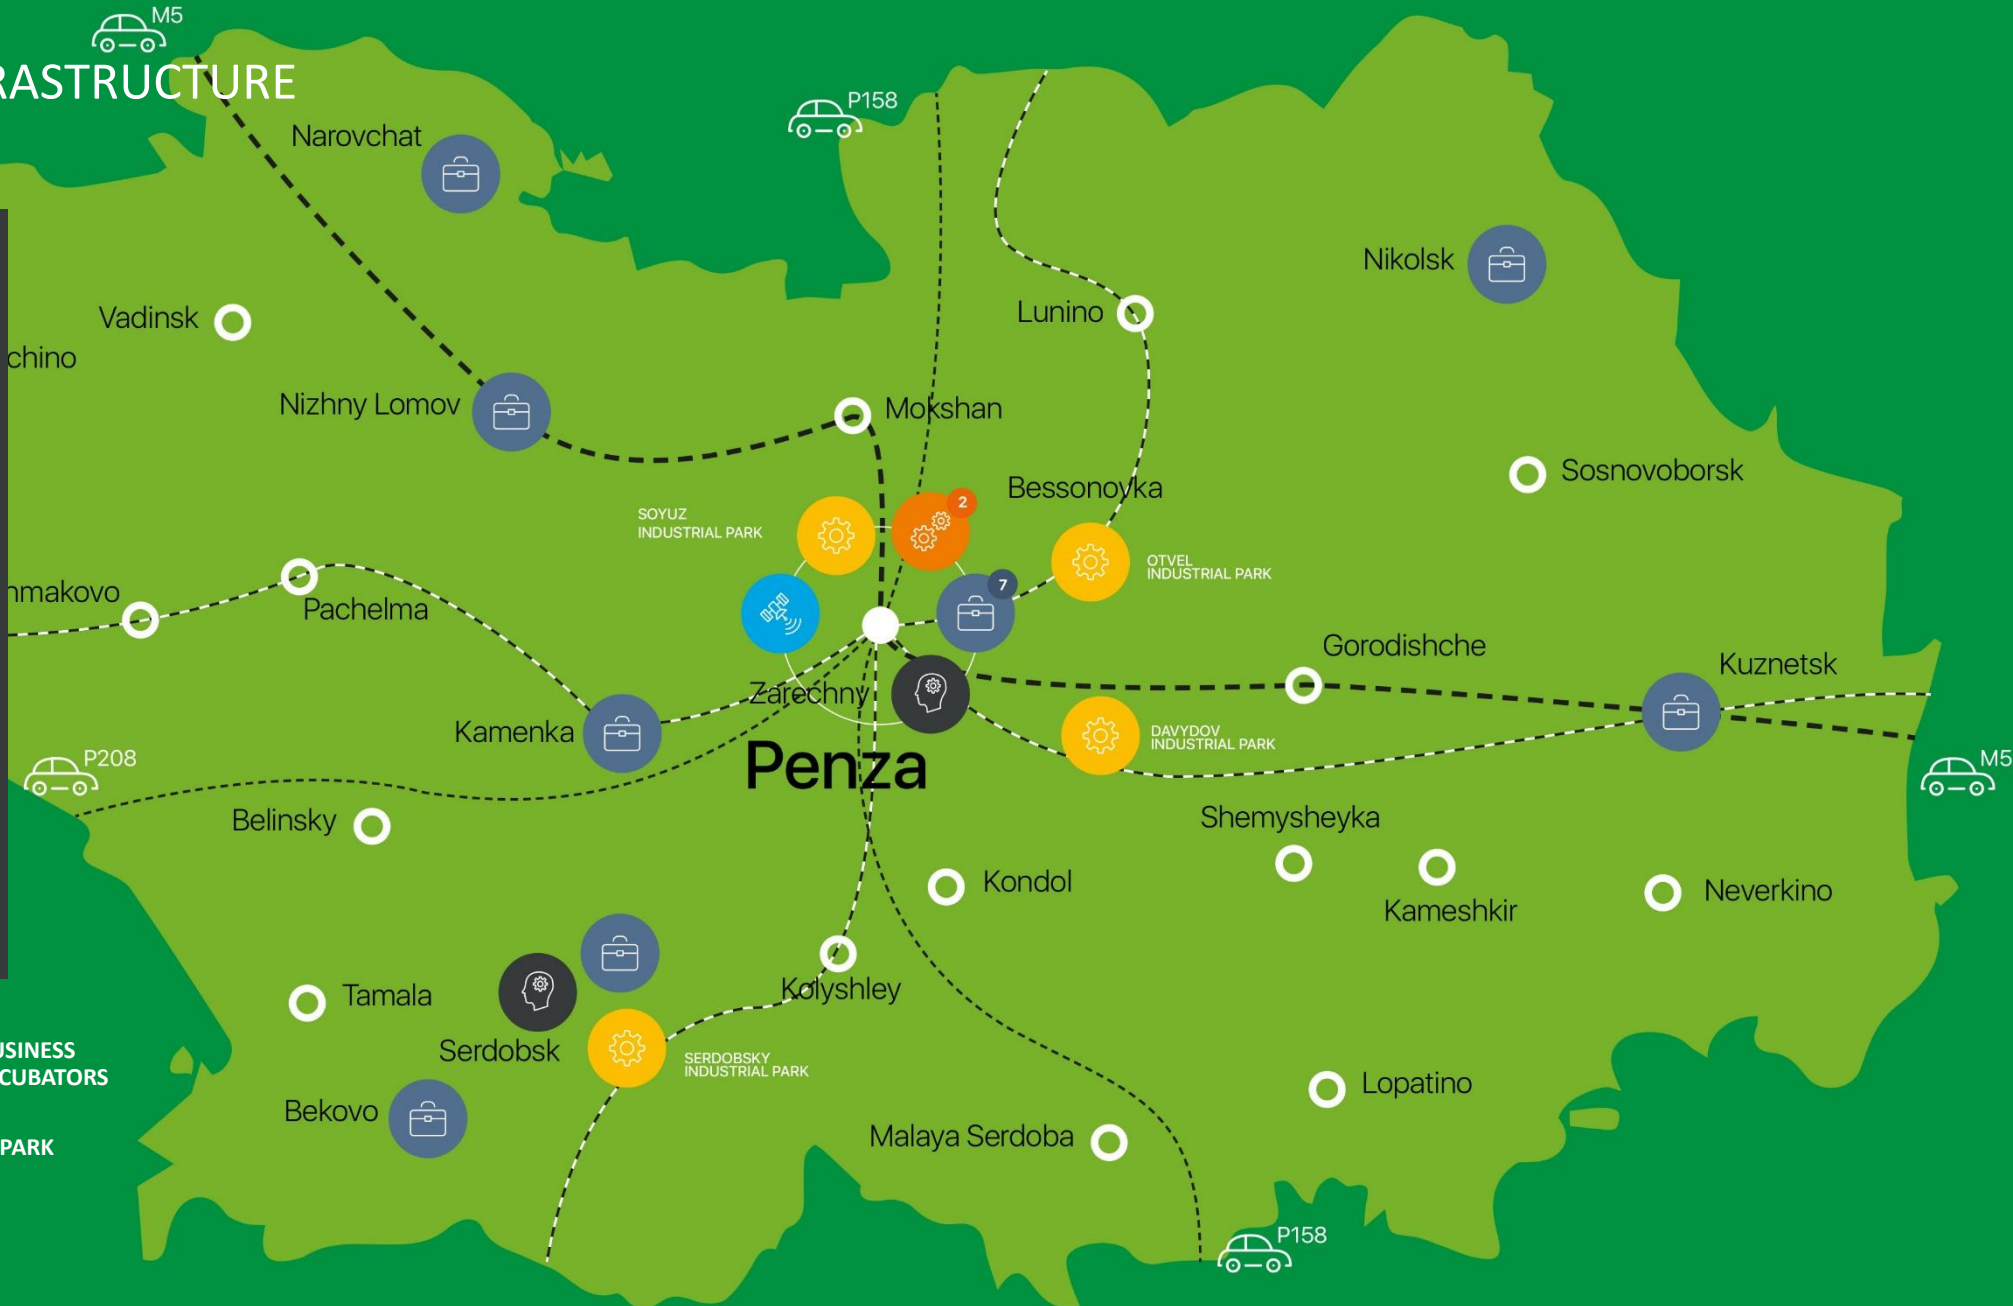 M5
RASTRUCTURE
P158
Narovchat
Nikolsk
Vadinsk
Lunino
chino
Nizhny Lomov
Mokshan
Sosnovoborsk
Bessonovka
2
SOYUZ
INDUSTRIAL PARK
OTVEL
INDUSTRIAL PARK
7
nmakovo
Pachelma
Gorodishche
Kuznetsk
Zarechny
Kamenka
DAVYDOV
INDUSTRIAL PARK
Penza
P208
M5
Belinsky
Shemysheyka
Kondol
Kameshkir
Neverkino
Tamala
Kolyshley
Serdobsk
SERDOBSKY
INDUSTRIAL PARK
USINESS
CUBATORS
Bekovo
Lopatino
Malaya Serdoba
PARK
P158